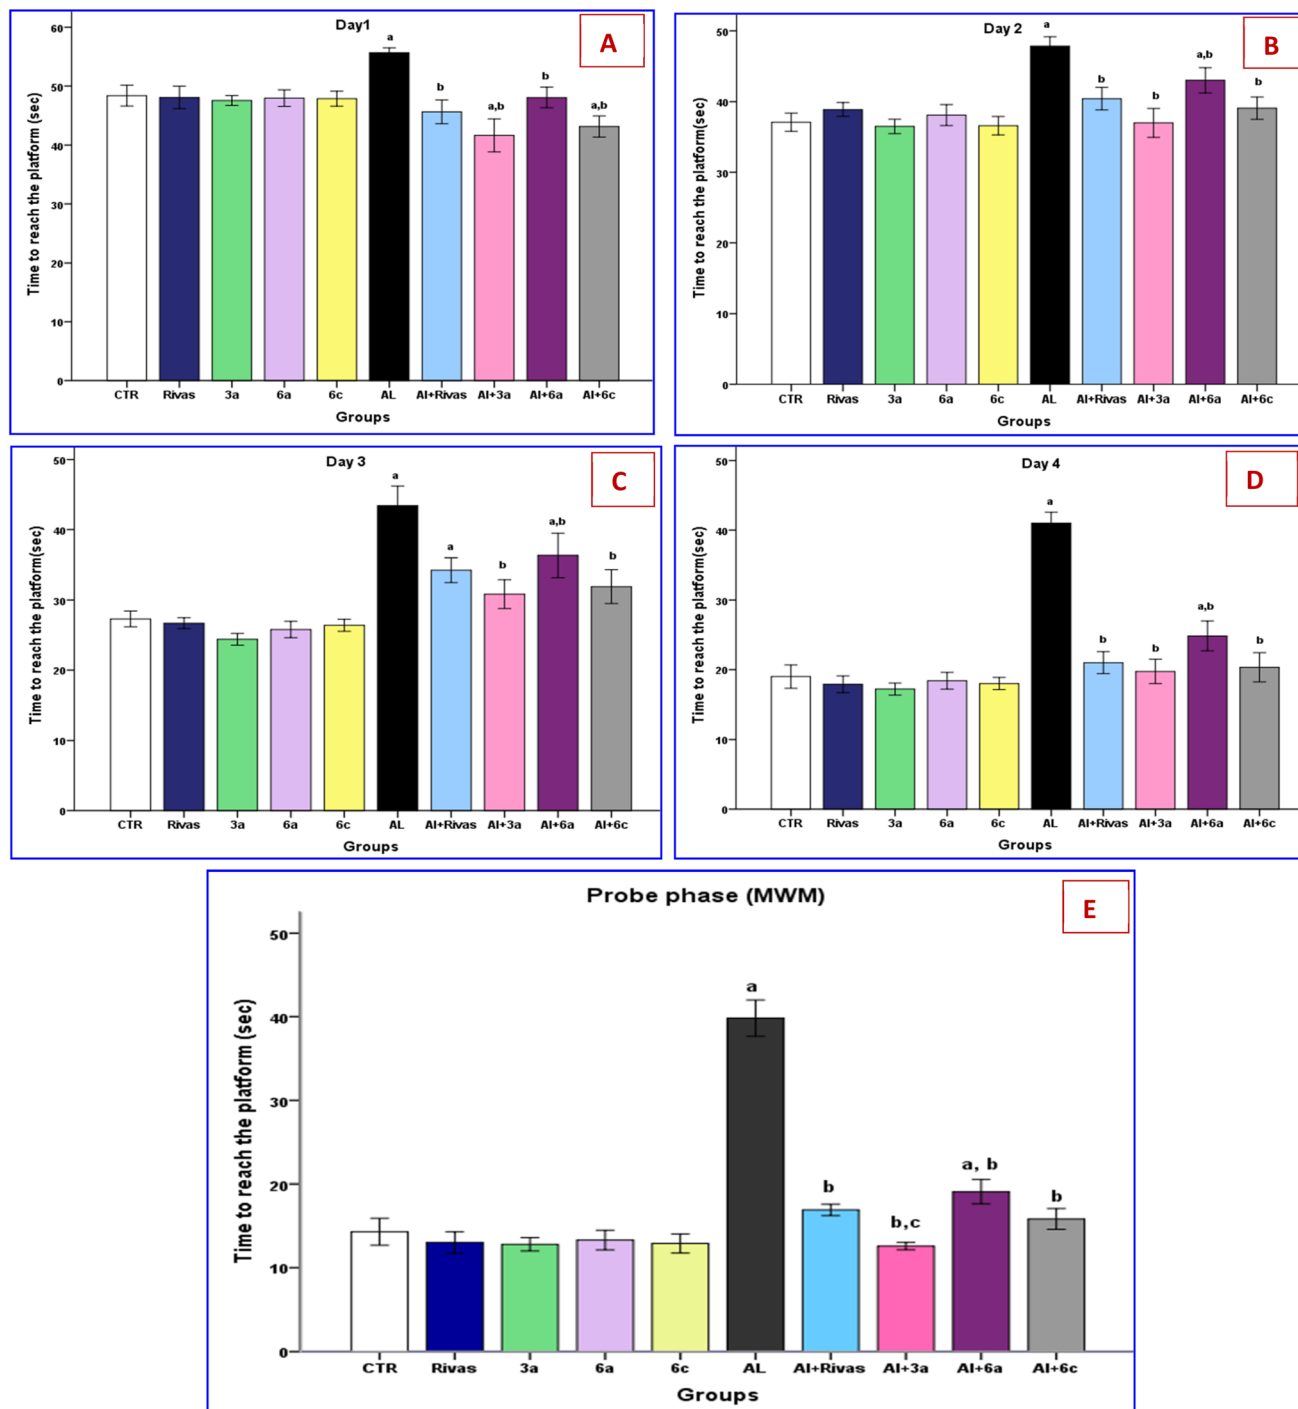 Day1
A
Time to reach the platform (sec)
60
50
40
30
20
10
0
a
b
a,b
b
a,b
CTR Rivas 3a 6a 6c AL Al+Rivas Al+3a Al+6a Al+6c
Groups
Day 2
B
Time to reach the platform(sec)
50
40
30
20
10
0
a
b
b
a,b
b
CTR Rivas 3a 6a 6c AL Al+Rivas Al+3a Al+6a Al+6c
Groups
Day 3
C
Time to reach the platform(sec)
50
40
30
20
10
0
a
a
b
a,b
b
CTR Rivas 3a 6a 6c AL Al+Rivas Al+3a Al+6a Al+6c
Groups
Day 4
D
Time to reach the platform(sec)
50
40
30
20
10
0
a
b
b
a,b
b
CTR Rivas 3a 6a 6c AL Al+Rivas Al+3a Al+6a Al+6c
Groups
Probe phase (MWM)
E
Time to reach the platform (sec)
50
40
30
20
10
0
a
b
b,c
a, b
b
CTR Rivas 3a 6a 6c AL Al+Rivas Al+3a Al+6a Al+6c
Groups